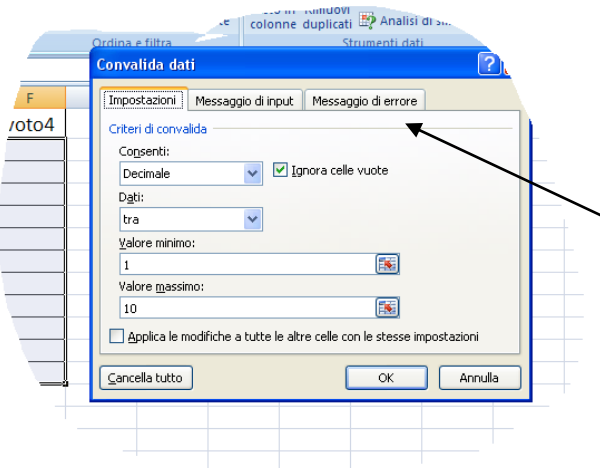 Rimuovi
colonne duplicati Analisi di
Ordina e filtra Strumenti dati
Convalida dati
F
voto4
Impostazioni Messaggio di input Messaggio di errore
Criteri di convalida
Consenti:
Decimale Ignora celle vuote
Dati:
tra
Valore minimo:
1
Valore massimo:
10
Applica le modifiche a tutte le altre celle con le stesse impostazioni
Cancella tutto OK Annulla